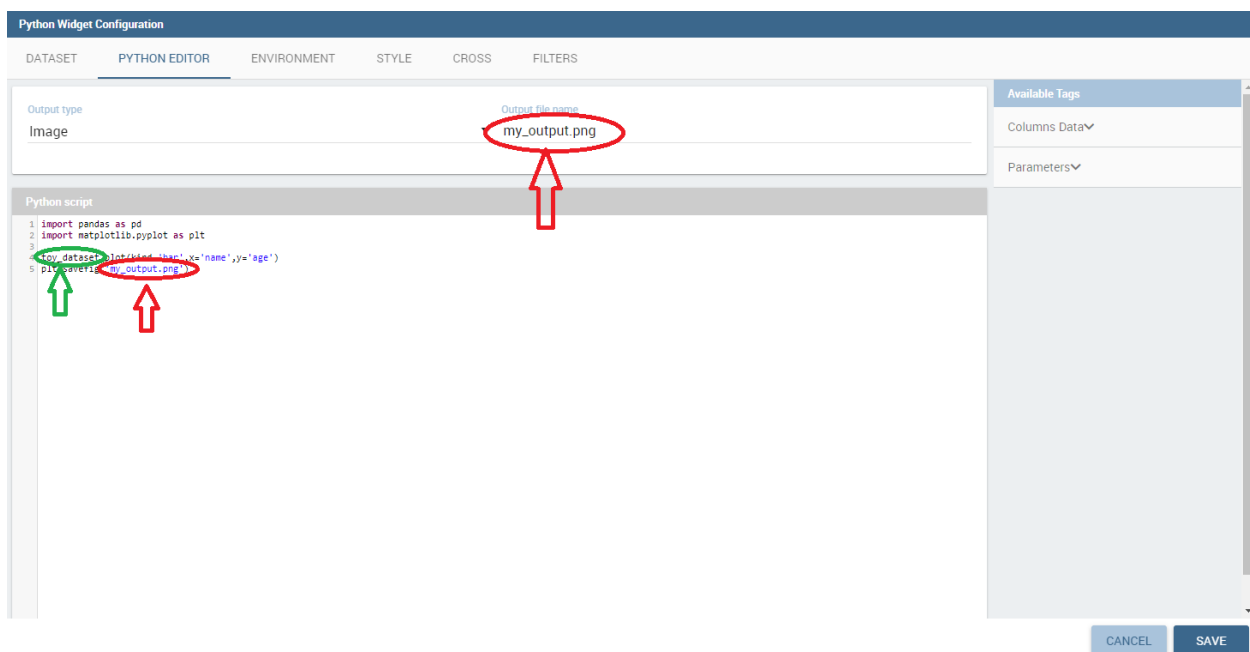 Python Widget Configuration
DATASET PYTHON EDITOR ENVIRONMENT STYLE CROSS FILTERS
Output type
Image
Output file name
my_output.png
Available Tags
Columns Data
Parameters
Python script
1 import pandas as pd
2 import matplotlib.pyplot as plt
3
4 toy_dataset.plot(kind='bar',x='name',y='age')
5 plt.savefig('my_output.png')
CANCEL SAVE